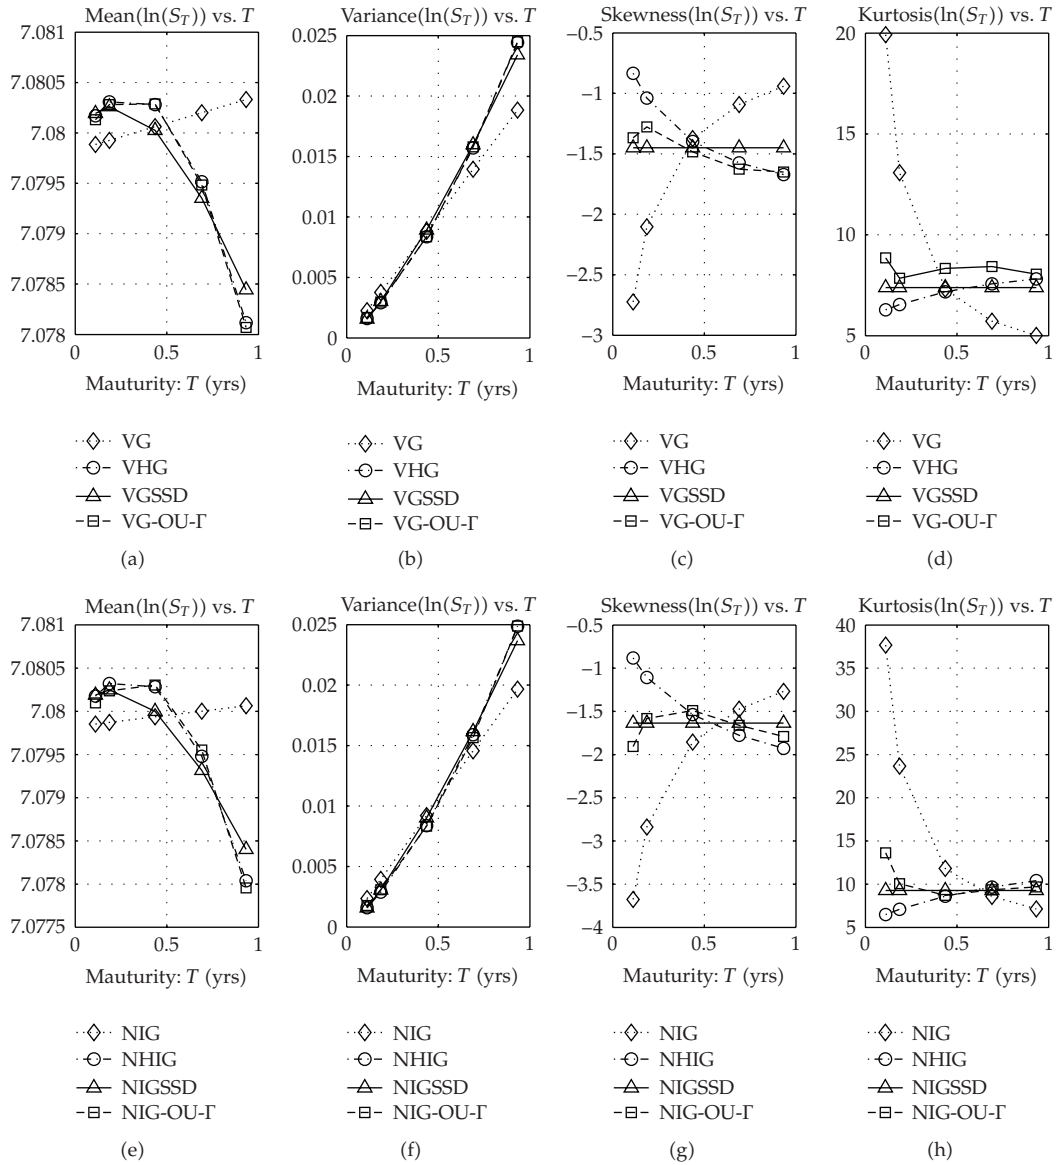 Mean(ln(S_T)) vs. T
7.081
7.0805
7.08
7.0795
7.079
7.0785
7.078
0 0.5 1
Mauturity: T (yrs)
VG
VHG
VGSSD
VG-OU-Γ
(a)
Variance(ln(S_T)) vs. T
0.025
0.02
0.015
0.01
0.005
0
0 0.5 1
Mauturity: T (yrs)
VG
VHG
VGSSD
VG-OU-Γ
(b)
Skewness(ln(S_T)) vs. T
−0.5
−1
−1.5
−2
−2.5
−3
0 0.5 1
Mauturity: T (yrs)
VG
VHG
VGSSD
VG-OU-Γ
(c)
Kurtosis(ln(S_T)) vs. T
20
15
10
5
0 0.5 1
Mauturity: T (yrs)
VG
VHG
VGSSD
VG-OU-Γ
(d)
Mean(ln(S_T)) vs. T
7.081
7.0805
7.08
7.0795
7.079
7.0785
7.078
7.0775
0 0.5 1
Mauturity: T (yrs)
NIG
NHIG
NIGSSD
NIG-OU-Γ
(e)
Variance(ln(S_T)) vs. T
0.025
0.02
0.015
0.01
0.005
0
0 0.5 1
Mauturity: T (yrs)
NIG
NHIG
NIGSSD
NIG-OU-Γ
(f)
Skewness(ln(S_T)) vs. T
−0.5
−1
−1.5
−2
−2.5
−3
−3.5
−4
0 0.5 1
Mauturity: T (yrs)
NIG
NHIG
NIGSSD
NIG-OU-Γ
(g)
Kurtosis(ln(S_T)) vs. T
40
35
30
25
20
15
10
5
0 0.5 1
Mauturity: T (yrs)
NIG
NHIG
NIGSSD
NIG-OU-Γ
(h)